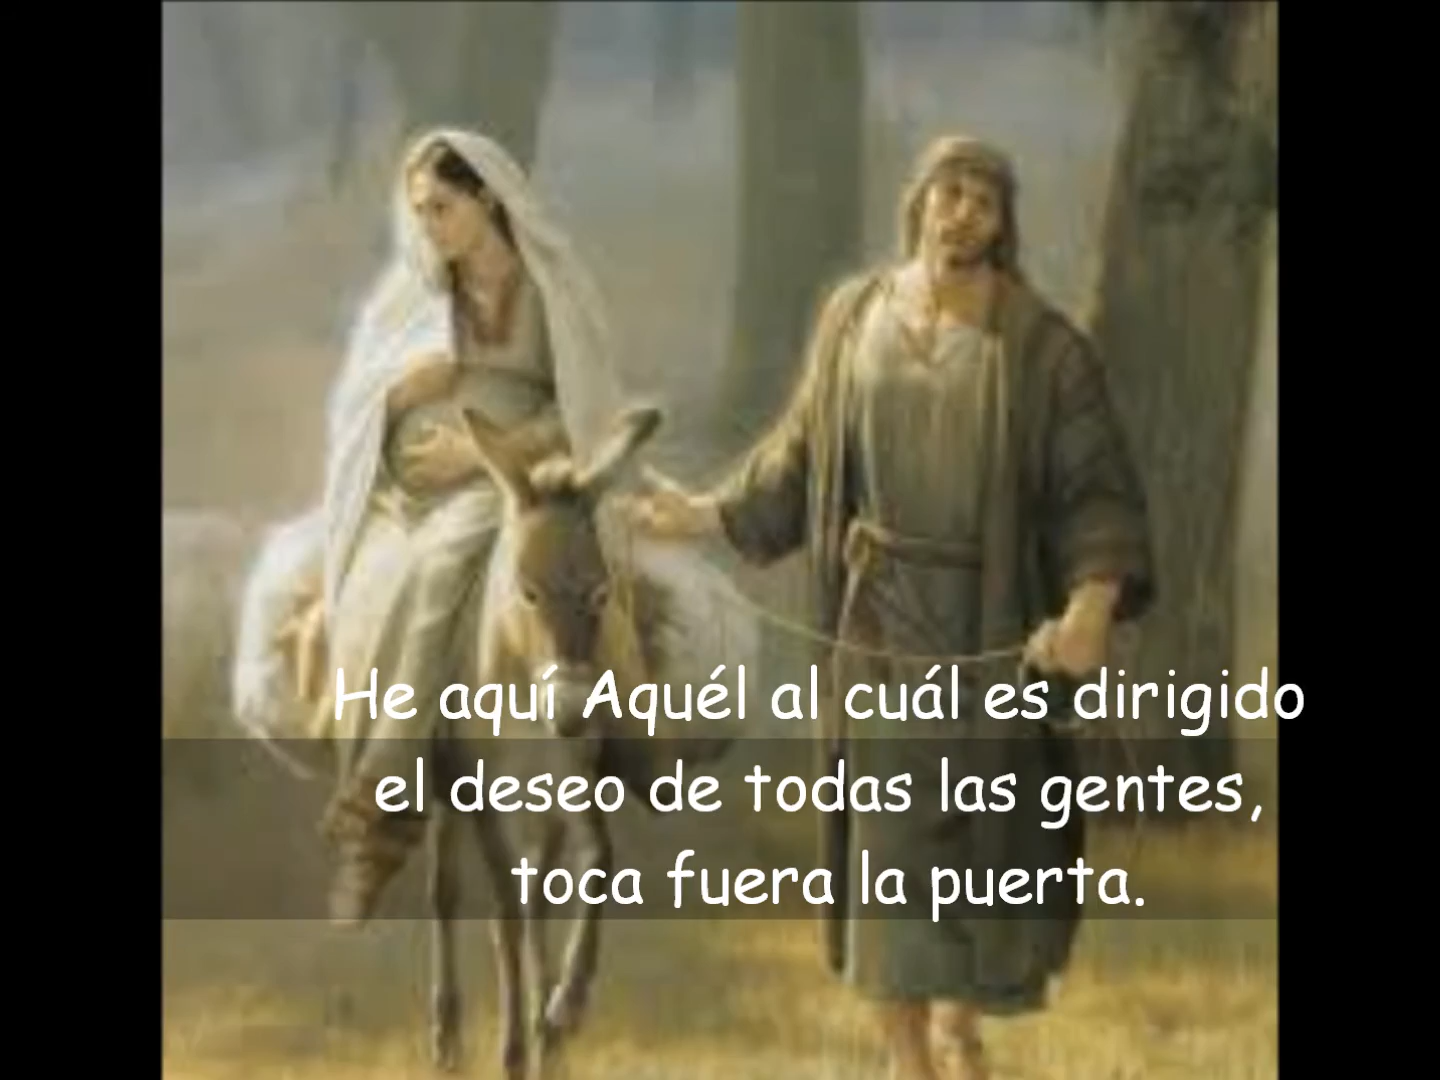 He aquí Aquél al cuál es dirigido
el deseo de todas las gentes,
toca fuera la puerta.